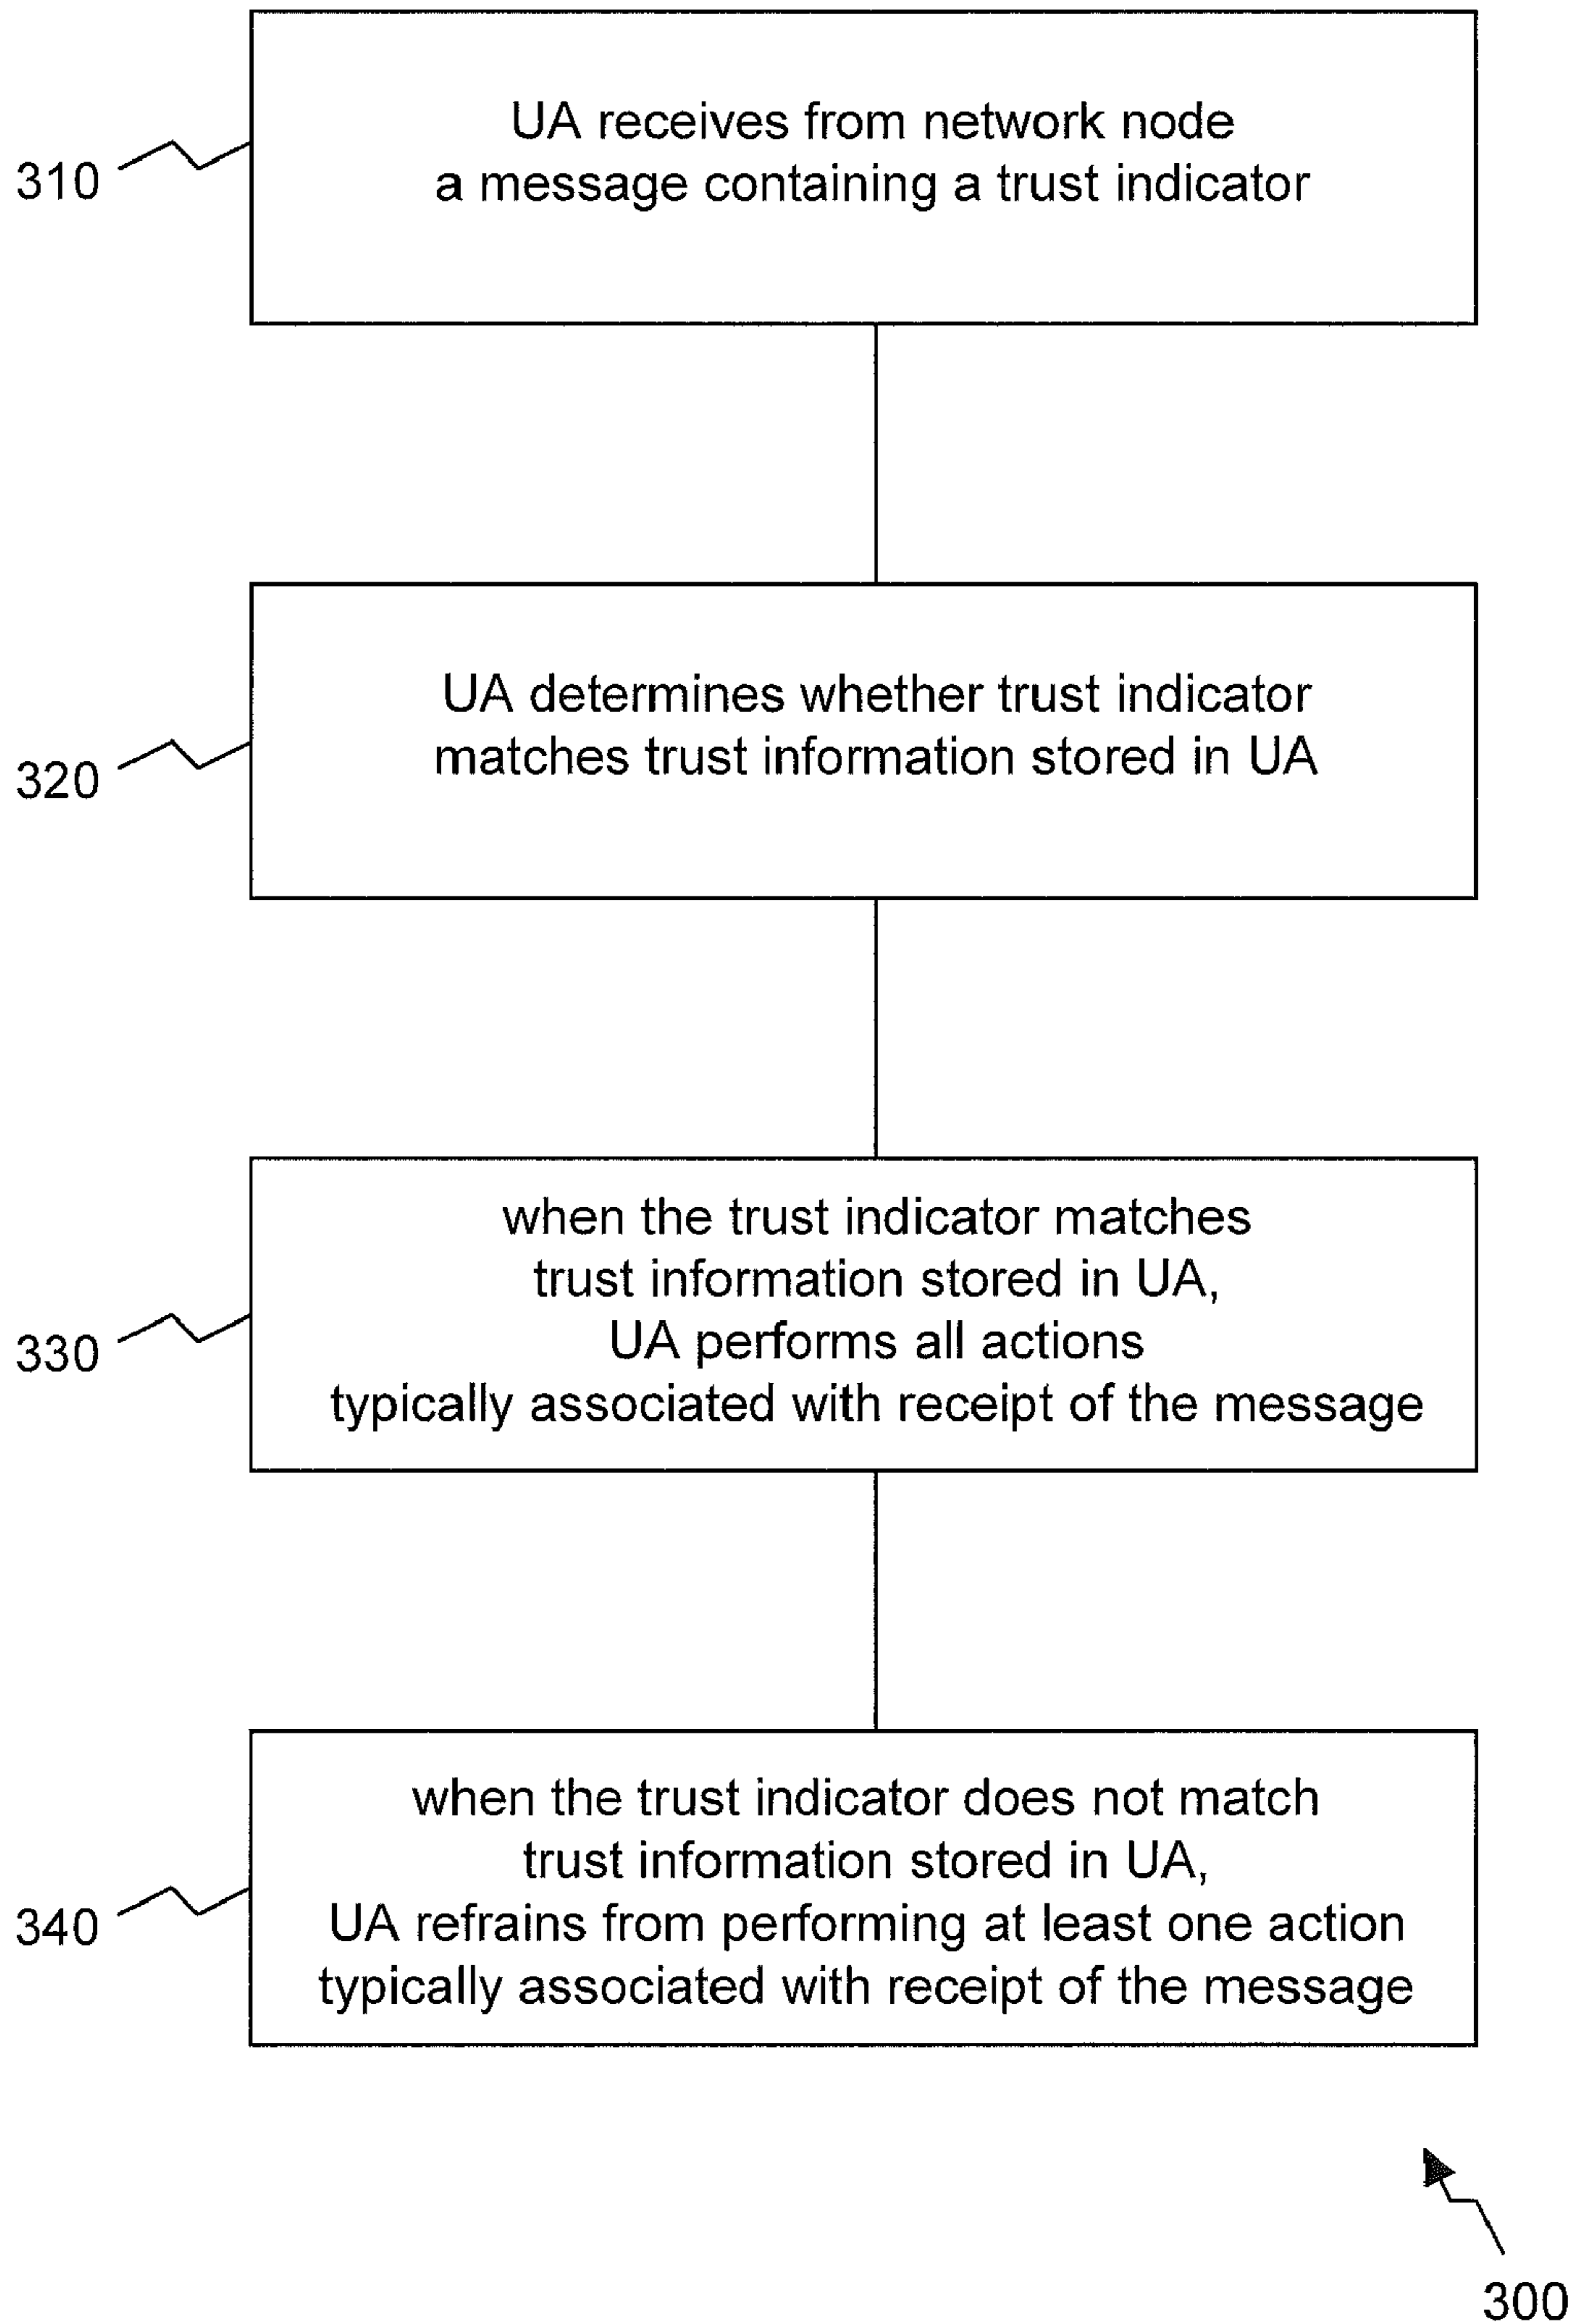 UA receives from network node
a message containing a trust indicator
310
UA determines whether trust indicator
matches trust information stored in UA
320
when the trust indicator matches
trust information stored in UA,
UA performs all actions
typically associated with receipt of the message
330
when the trust indicator does not match
trust information stored in UA,
UA refrains from performing at least one action
typically associated with receipt of the message
340
300